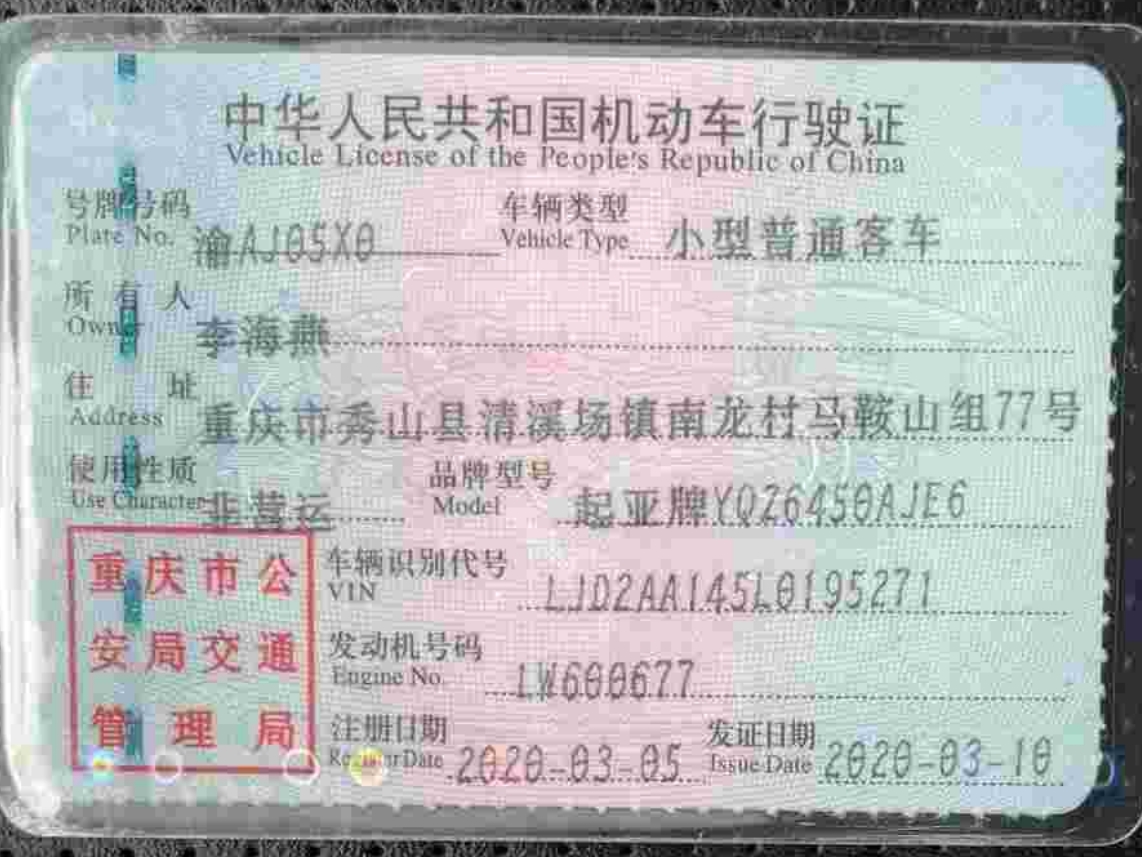 中华人民共和国机动车行驶证
Vehicle License of the People's Republic of China
号牌号码 渝AJ05X0 车辆类型 小型普通客车
Plate No. Vehicle Type
所有人 李海燕
Owner
住址 重庆市秀山县清溪场镇南龙村马鞍山组77号
Address
使用性质 非营运 品牌型号 起亚牌YQZ6450AJE6
Use Character Model
重庆市公
安局交通
管理局
车辆识别代号 LJD2AA145L0195271
VIN
发动机号码 LW600677
Engine No.
注册日期 2020-03-05 发证日期 2020-03-10
Register Date Issue Date